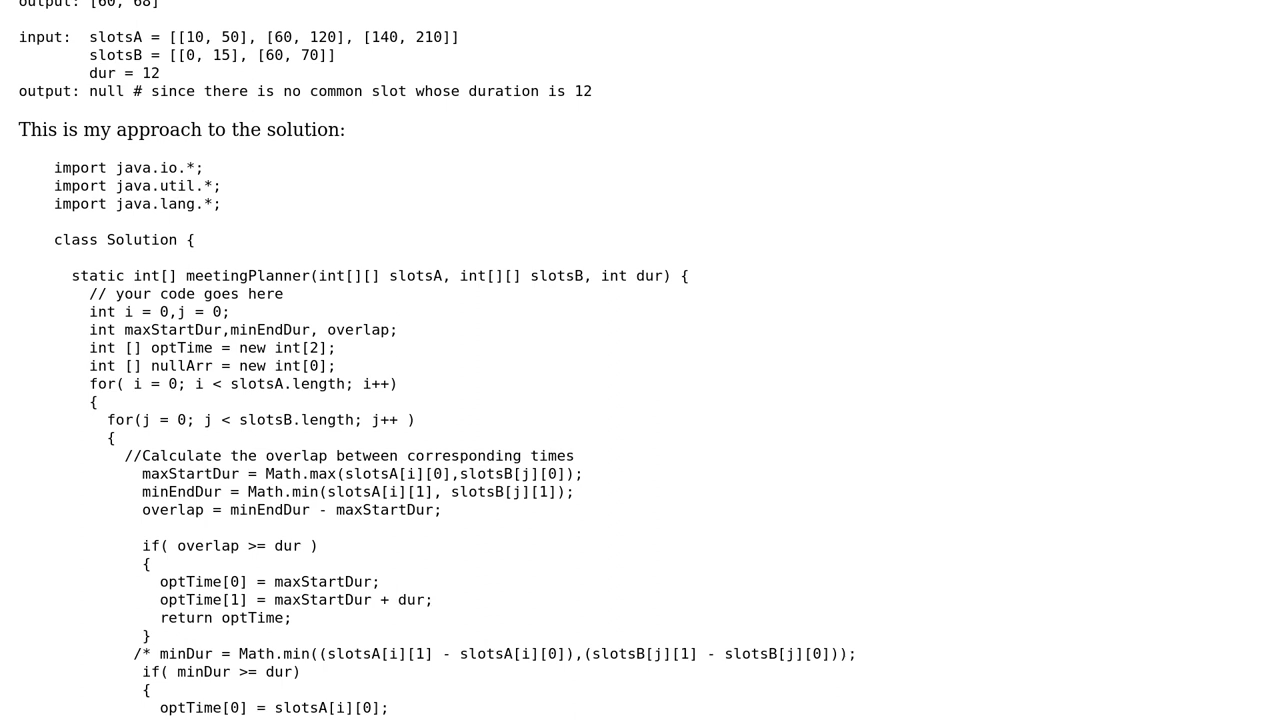 output: [60, 68]
input:  slotsA = [[10, 50], [60, 120], [140, 210]]
        slotsB = [[0, 15], [60, 70]]
        dur = 12
output: null # since there is no common slot whose duration is 12
This is my approach to the solution:
    import java.io.*;
    import java.util.*;
    import java.lang.*;
    class Solution {
      static int[] meetingPlanner(int[][] slotsA, int[][] slotsB, int dur) {
        // your code goes here
        int i = 0,j = 0;
        int maxStartDur,minEndDur, overlap;
        int [] optTime = new int[2];
        int [] nullArr = new int[0];
        for( i = 0; i < slotsA.length; i++)
        {
          for(j = 0; j < slotsB.length; j++ )
          {
            //Calculate the overlap between corresponding times
              maxStartDur = Math.max(slotsA[i][0],slotsB[j][0]);
              minEndDur = Math.min(slotsA[i][1], slotsB[j][1]);
              overlap = minEndDur - maxStartDur;
              if( overlap >= dur )
              {
                optTime[0] = maxStartDur;
                optTime[1] = maxStartDur + dur;
                return optTime;
              }
             /* minDur = Math.min((slotsA[i][1] - slotsA[i][0]),(slotsB[j][1] - slotsB[j][0]));
              if( minDur >= dur)
              {
                optTime[0] = slotsA[i][0];